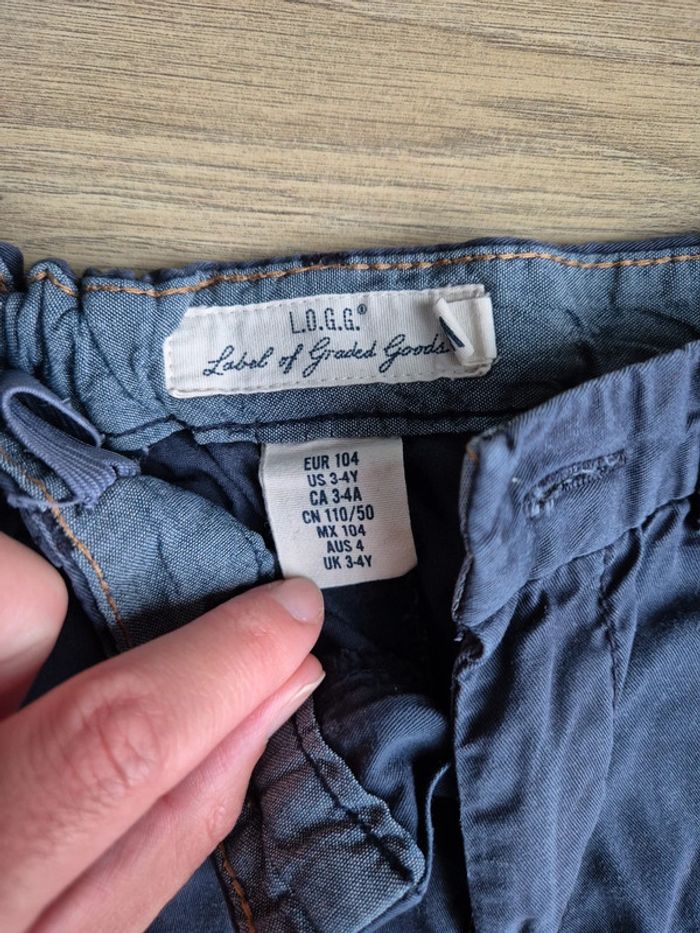 L.O.G.G.®
Label of Graded Goods
EUR 104
US 3-4Y
CA 3-4A
CN 110/50
MX 104
AUS 4
UK 3-4Y